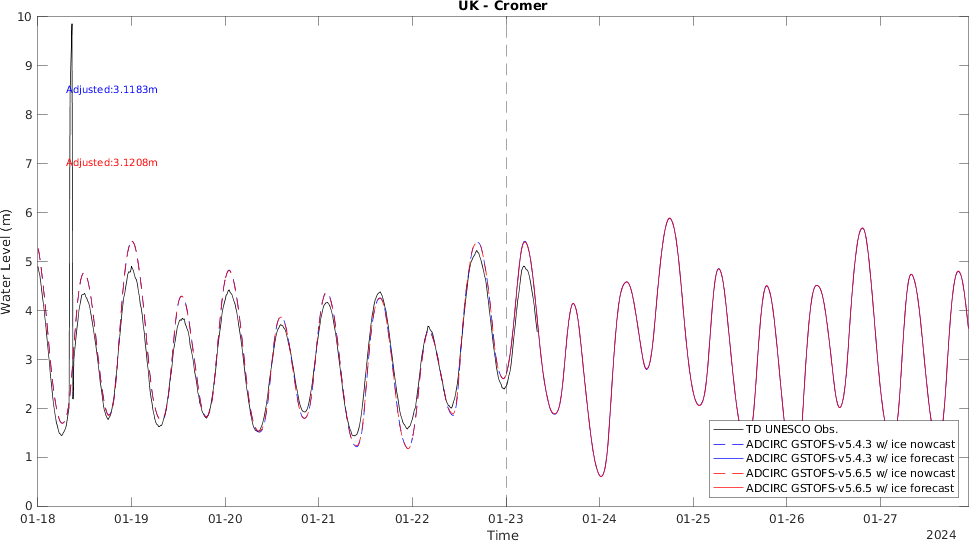 UK - Cromer
10
9
8
7
6
5
4
3
2
1
0
Water Level (m)
Adjusted:3.1183m
Adjusted:3.1208m
TD UNESCO Obs.
ADCIRC GSTOFS-v5.4.3 w/ ice nowcast
ADCIRC GSTOFS-v5.4.3 w/ ice forecast
ADCIRC GSTOFS-v5.6.5 w/ ice nowcast
ADCIRC GSTOFS-v5.6.5 w/ ice forecast
01-18 01-19 01-20 01-21 01-22 01-23 01-24 01-25 01-26 01-27
Time
2024